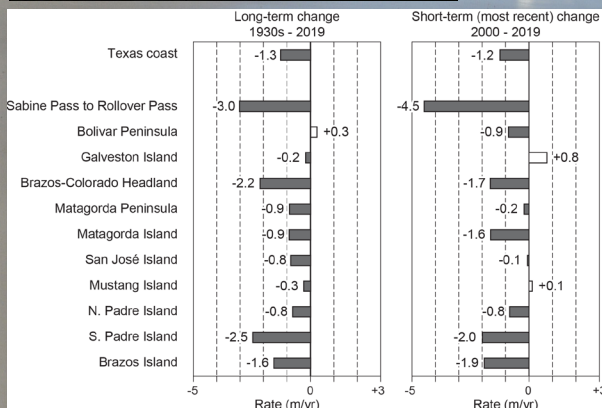 Long-term change
1930s - 2019
Short-term (most recent) change
2000 - 2019
Texas coast
-1.3
-1.2
Sabine Pass to Rollover Pass
-3.0
-4.5
Bolivar Peninsula
+0.3
-0.9
Galveston Island
-0.2
+0.8
Brazos-Colorado Headland
-2.2
-1.7
Matagorda Peninsula
-0.9
-0.2
Matagorda Island
-0.9
-1.6
San José Island
-0.8
-0.1
Mustang Island
-0.3
+0.1
N. Padre Island
-0.8
-0.8
S. Padre Island
-2.5
-2.0
Brazos Island
-1.6
-1.9
-5
0
+3
-5
0
+3
Rate (m/yr)
Rate (m/yr)